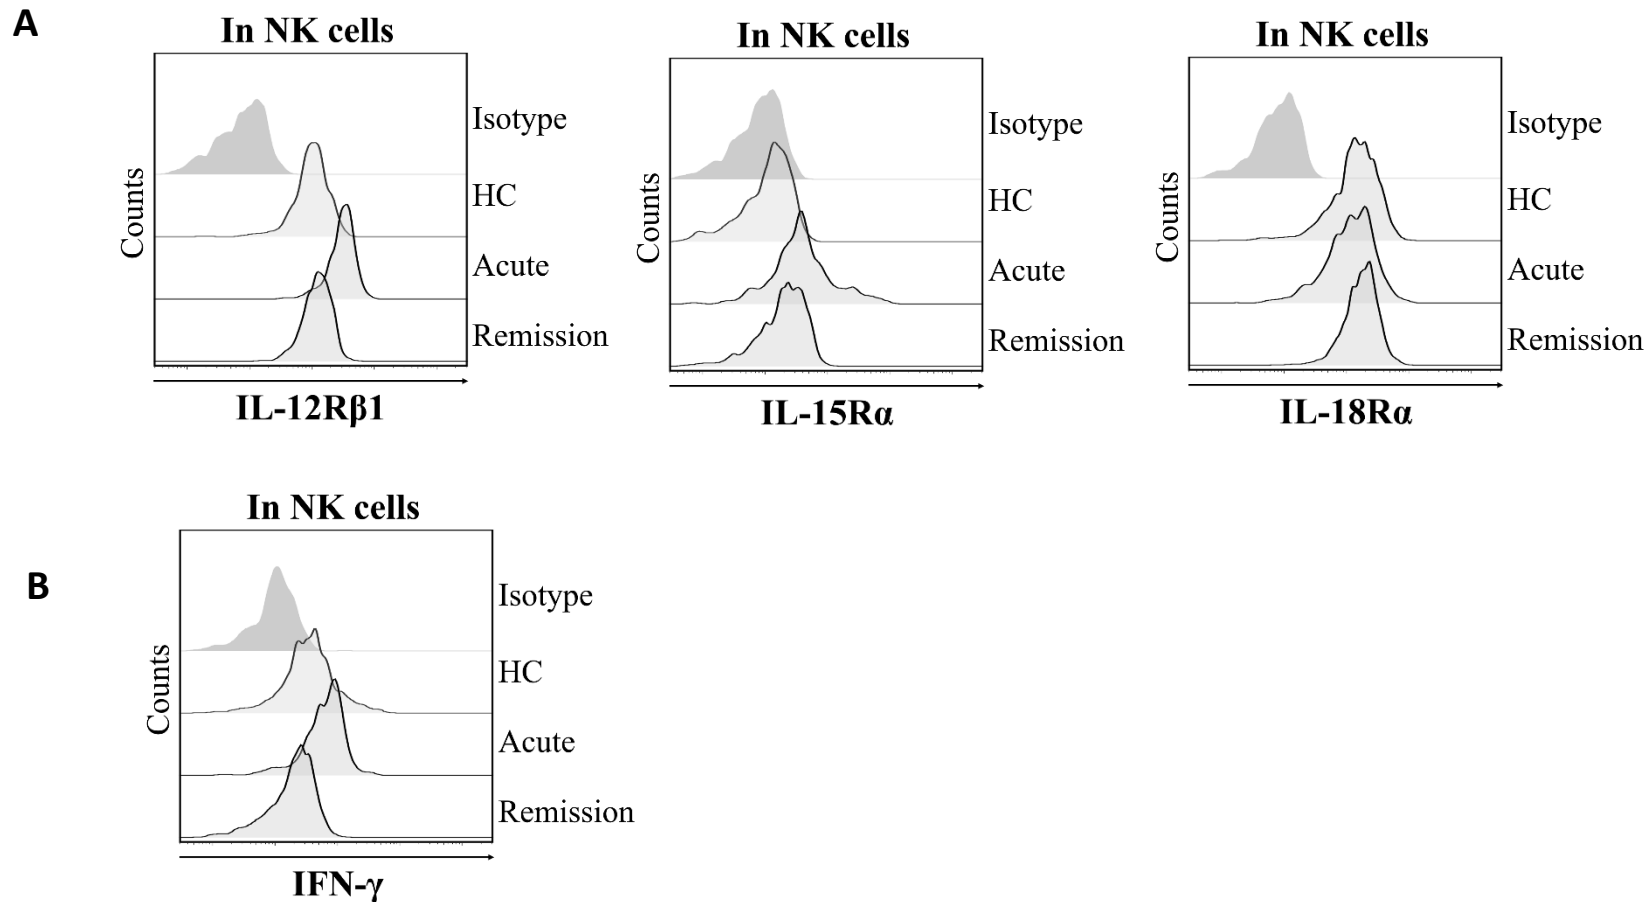 A
In NK cells
Counts
Isotype
HC
Acute
Remission
IL-12Rβ1
In NK cells
Counts
Isotype
HC
Acute
Remission
IL-15Rα
In NK cells
Counts
Isotype
HC
Acute
Remission
IL-18Rα
B
In NK cells
Counts
Isotype
HC
Acute
Remission
IFN-γ